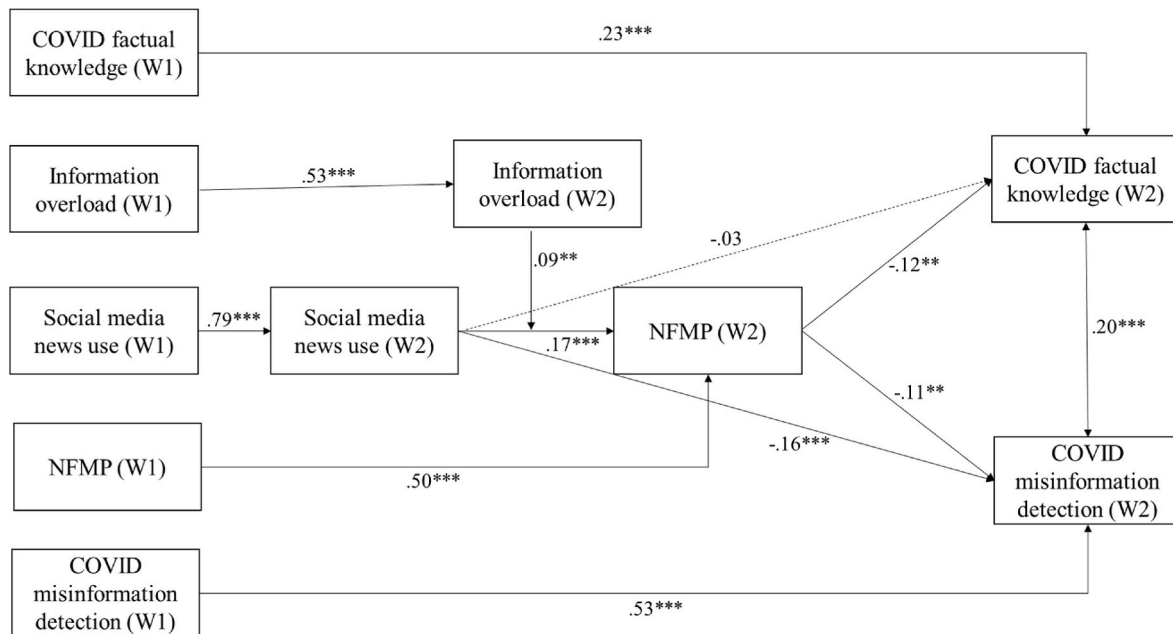 COVID factual
knowledge (W1)
.23***
Information
overload (W1)
.53***
Information
overload (W2)
COVID factual
knowledge (W2)
-.03
.09**
-.12**
Social media
news use (W1)
.79***
Social media
news use (W2)
.17***
NFMP (W2)
.20***
-.11**
-.16***
NFMP (W1)
.50***
COVID
misinformation
detection (W2)
COVID
misinformation
detection (W1)
.53***